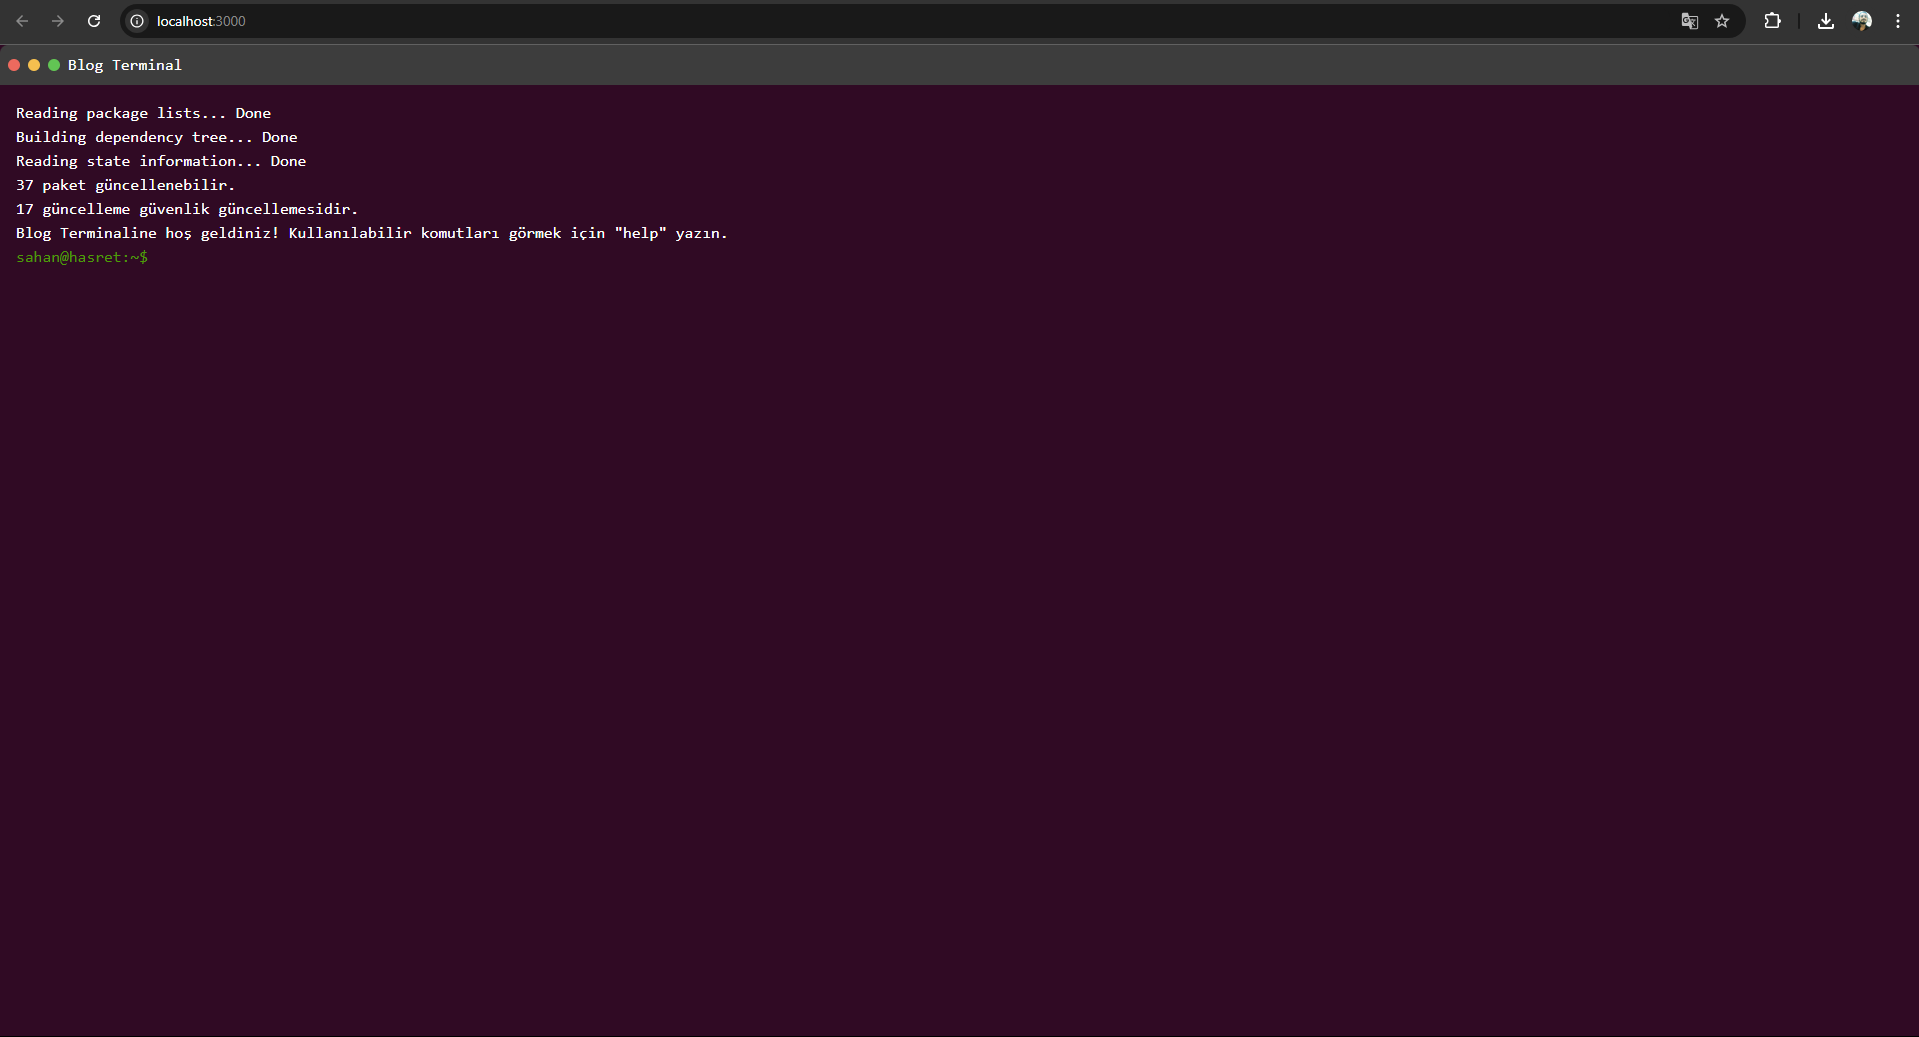 localhost:3000
Blog Terminal
Reading package lists... Done
Building dependency tree... Done
Reading state information... Done
37 paket güncellenebilir.
17 güncelleme güvenlik güncellemesidir.
Blog Terminaline hoş geldiniz! Kullanılabilir komutları görmek için "help" yazın.
sahan@hasret:~$